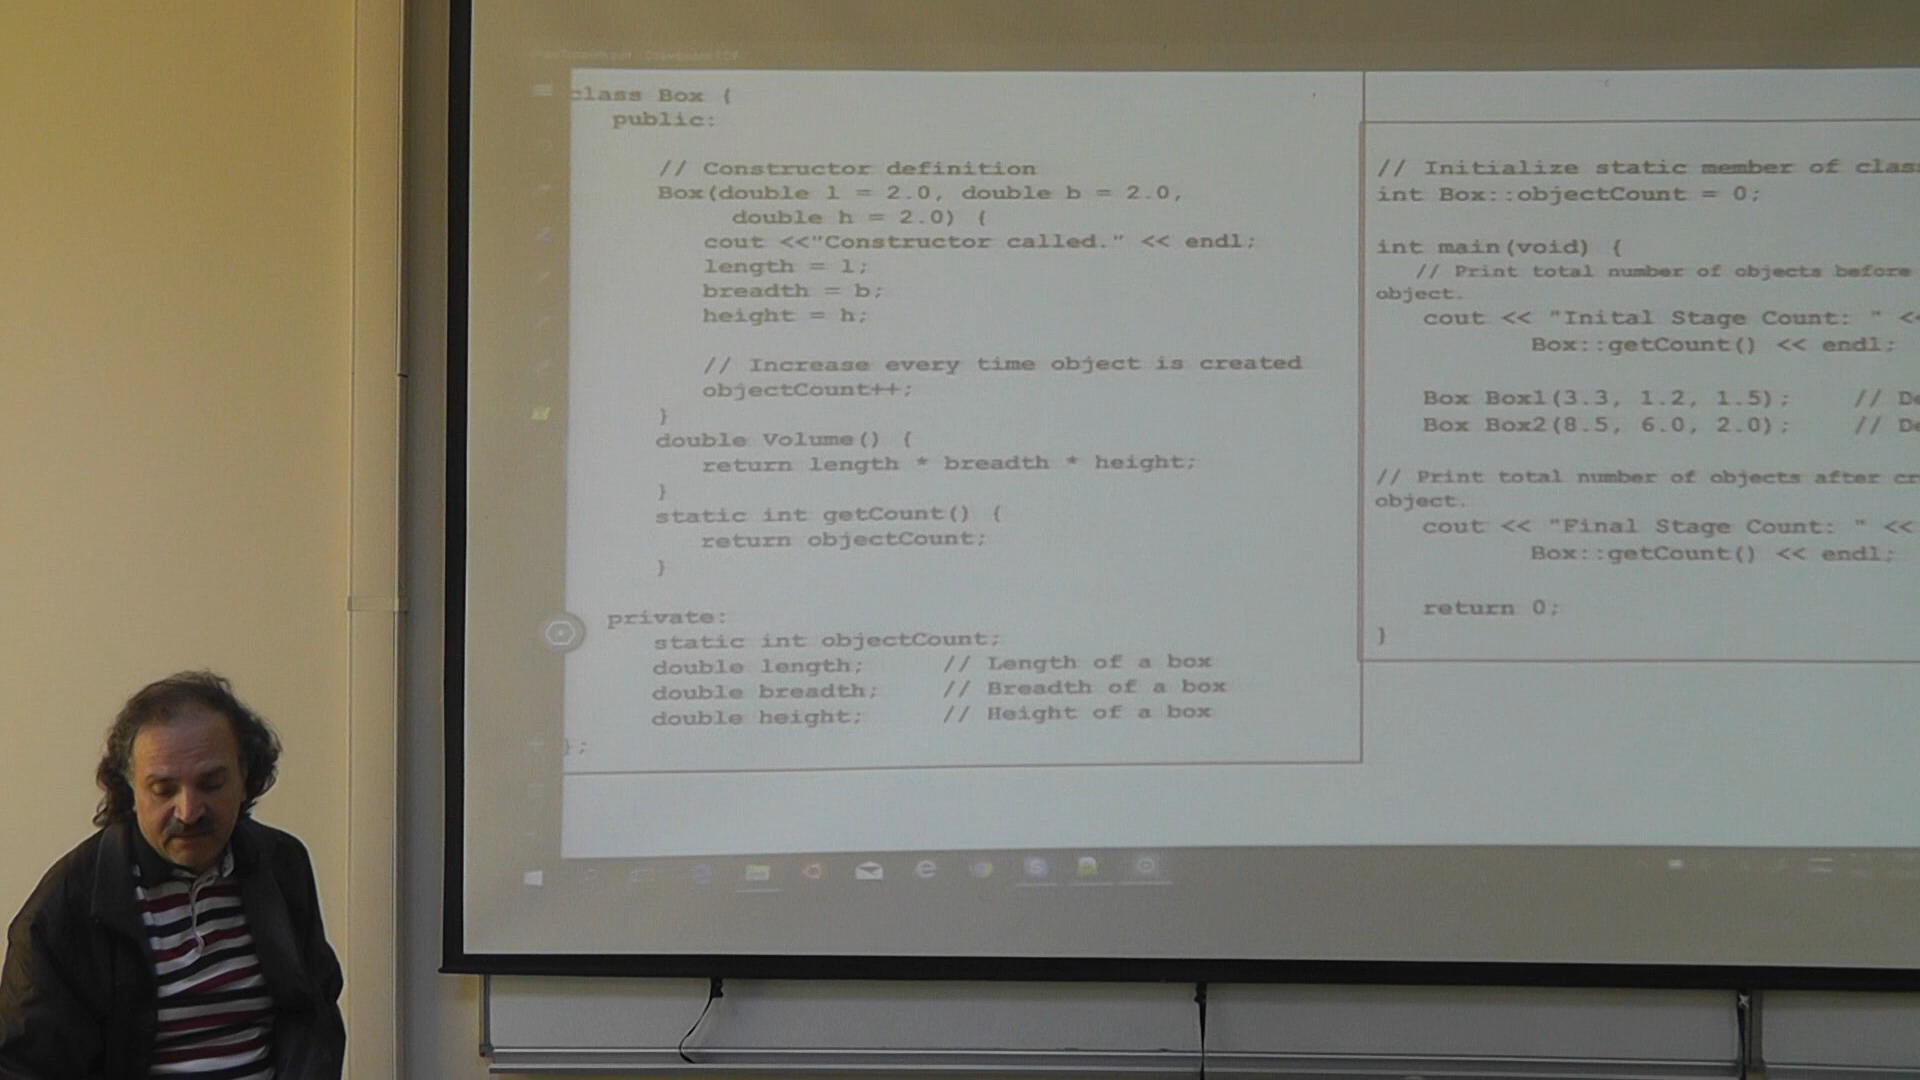 class Box {
public:
// Constructor definition
Box(double l = 2.0, double b = 2.0,
double h = 2.0) {
cout <<"Constructor called." << endl;
length = l;
breadth = b;
height = h;
// Increase every time object is created
objectCount++;
}
double Volume() {
return length * breadth * height;
}
static int getCount() {
return objectCount;
}
private:
static int objectCount;
double length; // Length of a box
double breadth; // Breadth of a box
double height; // Height of a box
};
// Initialize static member of class
int Box::objectCount = 0;
int main(void) {
// Print total number of objects before
object.
cout << "Inital Stage Count: " <<
Box::getCount() << endl;
Box Box1(3.3, 1.2, 1.5); // De
Box Box2(8.5, 6.0, 2.0); // De
// Print total number of objects after cr
object.
cout << "Final Stage Count: " <<
Box::getCount() << endl;
return 0;
}